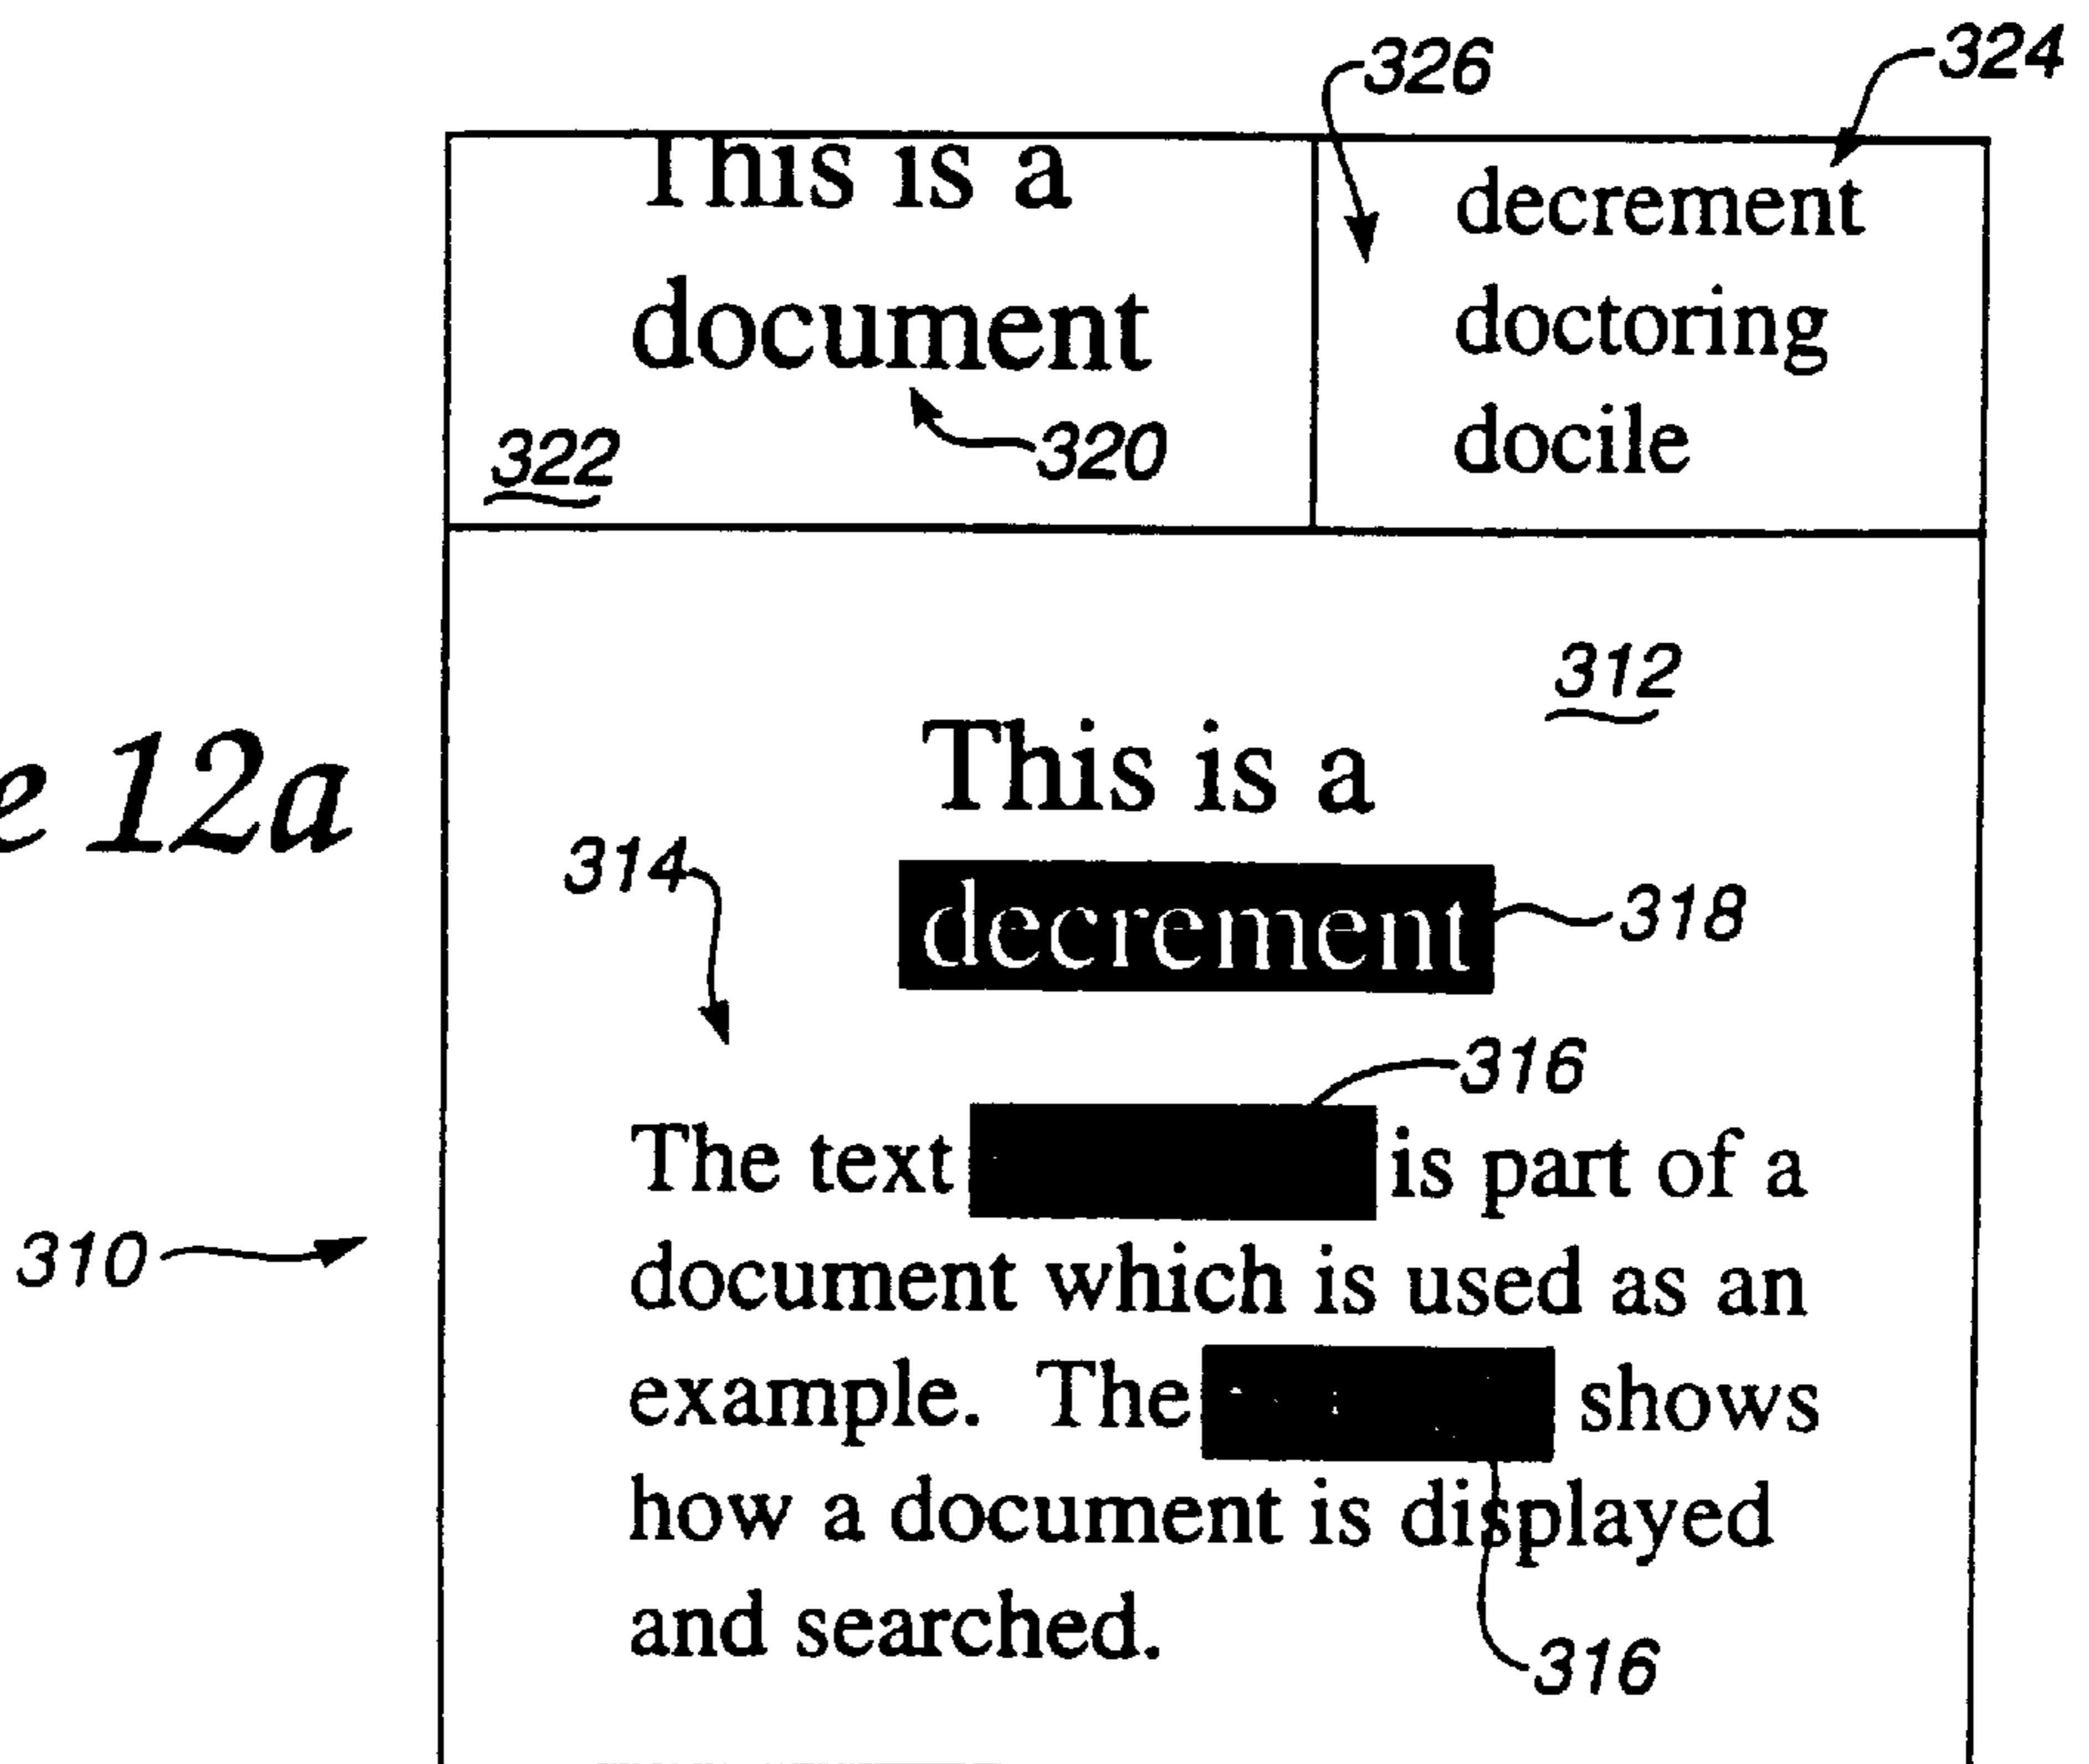 326
324
This is a
document
320
322
decrement
doctoring
docile
312
e 12a
This is a
314
decrement
318
316
The text is part of a
310
document which is used as an
example. The shows
how a document is displayed
and searched.
316